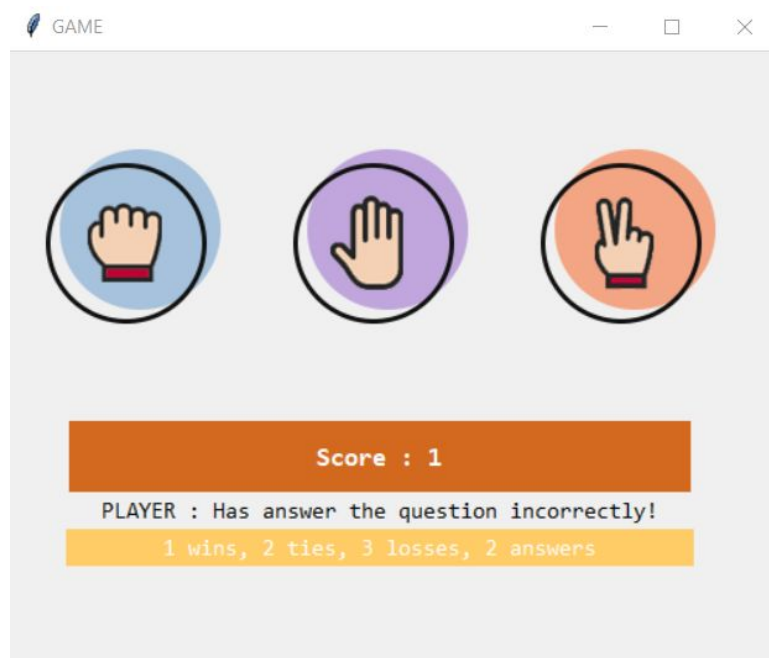 GAME
Score : 1
PLAYER : Has answer the question incorrectly!
1 wins, 2 ties, 3 losses, 2 answers